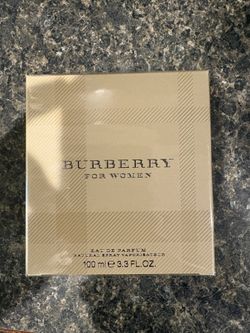 BURBERRY
FOR WOMEN
EAU DE PARFUM
NATURAL SPRAY VAPORISATEUR
100 ml ℮ 3.3 FL.OZ.